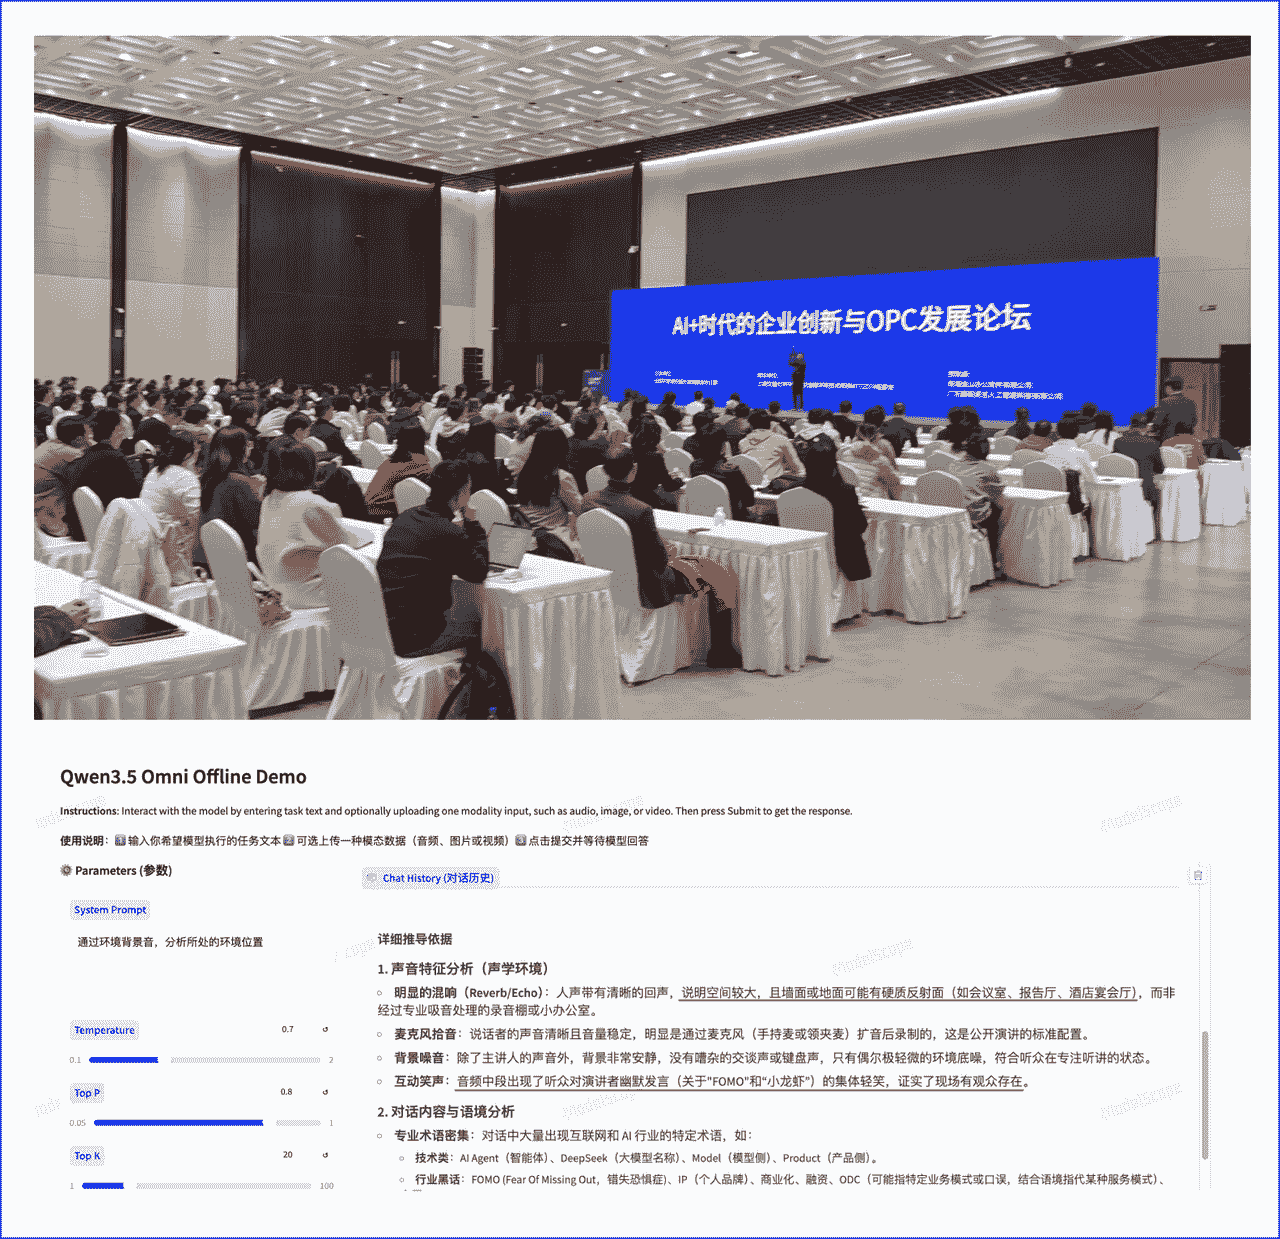 AI+时代的企业创新与OPC发展论坛
Qwen3.5 Omni Offline Demo
Instructions: Interact with the model by entering task text and optionally uploading one modality input, such as audio, image, or video. Then press Submit to get the response.
使用说明：1 输入你希望模型执行的任务文本 2 可选上传一种模态数据（音频、图片或视频） 3 点击提交并等待模型回答
Parameters (参数)
System Prompt
通过环境背景音，分析所处的环境位置
Temperature 0.7
0.1 2
Top P 0.8
0.05 1
Top K 20
1 100
Chat History (对话历史)
详细推导依据
1. 声音特征分析（声学环境）
明显的混响（Reverb/Echo）：人声带有清晰的回声，说明空间较大，且墙面或地面可能有硬质反射面（如会议室、报告厅、酒店宴会厅），而非
经过专业吸音处理的录音棚或小办公室。
麦克风拾音：说话者的声音清晰且音量稳定，明显是通过麦克风（手持麦或领夹麦）扩音后录制的，这是公开演讲的标准配置。
背景噪音：除了主讲人的声音外，背景非常安静，没有嘈杂的交谈声或键盘声，只有偶尔极轻微的环境底噪，符合听众在专注听讲的状态。
互动笑声：音频中段出现了听众对演讲者幽默发言（关于"FOMO"和“小龙虾”）的集体轻笑，证实了现场有观众存在。
2. 对话内容与语境分析
专业术语密集：对话中大量出现互联网和 AI 行业的特定术语，如：
技术类：AI Agent（智能体）、DeepSeek（大模型名称）、Model（模型侧）、Product（产品侧）。
行业黑话：FOMO (Fear Of Missing Out，错失恐惧症)、IP（个人品牌）、商业化、融资、ODC（可能指特定业务模式或口误，结合语境指代某种服务模式）、